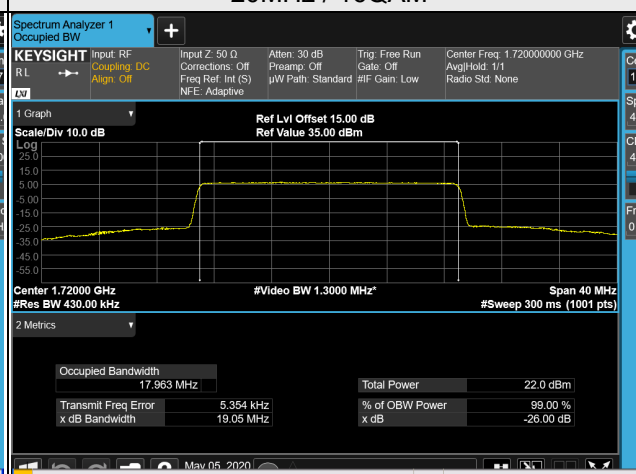 Spectrum Analyzer 1
Occupied BW
+
KEYSIGHT
RL
LXI
Input: RF
Coupling: DC
Align: Off
Input Z: 50 Ω
Corrections: Off
Freq Ref: Int (S)
NFE: Adaptive
Atten: 30 dB
Preamp: Off
µW Path: Standard
Trig: Free Run
Gate: Off
#IF Gain: Low
Center Freq: 1.720000000 GHz
Avg|Hold: 1/1
Radio Std: None
1 Graph
Scale/Div 10.0 dB
Ref Lvl Offset 15.00 dB
Ref Value 35.00 dBm
Log
25.0
15.0
5.00
-5.00
-15.0
-25.0
-35.0
-45.0
-55.0
Center 1.72000 GHz
#Res BW 430.00 kHz
#Video BW 1.3000 MHz*
Span 40 MHz
#Sweep 300 ms (1001 pts)
2 Metrics
Occupied Bandwidth
17.963 MHz
Total Power 22.0 dBm
Transmit Freq Error 5.354 kHz
% of OBW Power 99.00 %
x dB Bandwidth 19.05 MHz
x dB -26.00 dB
May 05, 2020